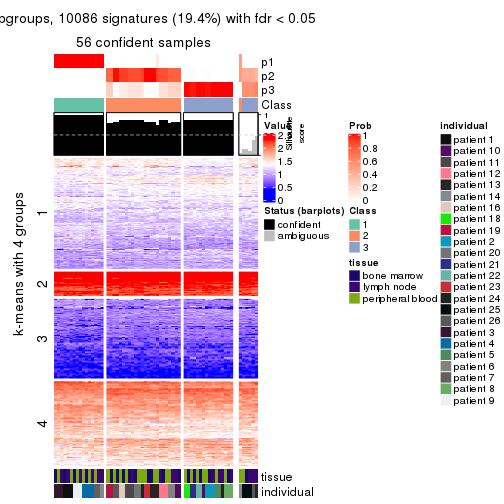 ogroups, 10086 signatures (19.4%) with fdr < 0.05
56 confident samples
p1
p2
p3
Class
1
Silhouette
score
k-means with 4 groups
1
2
3
4
tissue
individual
Value
2.5
2
1.5
1
0.5
0
Prob
1
0.8
0.6
0.4
0.2
0
Status (barplots)
confident
ambiguous
Class
1
2
3
tissue
bone marrow
lymph node
peripheral blood
individual
patient 1
patient 10
patient 11
patient 12
patient 13
patient 14
patient 16
patient 18
patient 19
patient 2
patient 20
patient 21
patient 22
patient 23
patient 24
patient 25
patient 26
patient 3
patient 4
patient 5
patient 6
patient 7
patient 8
patient 9